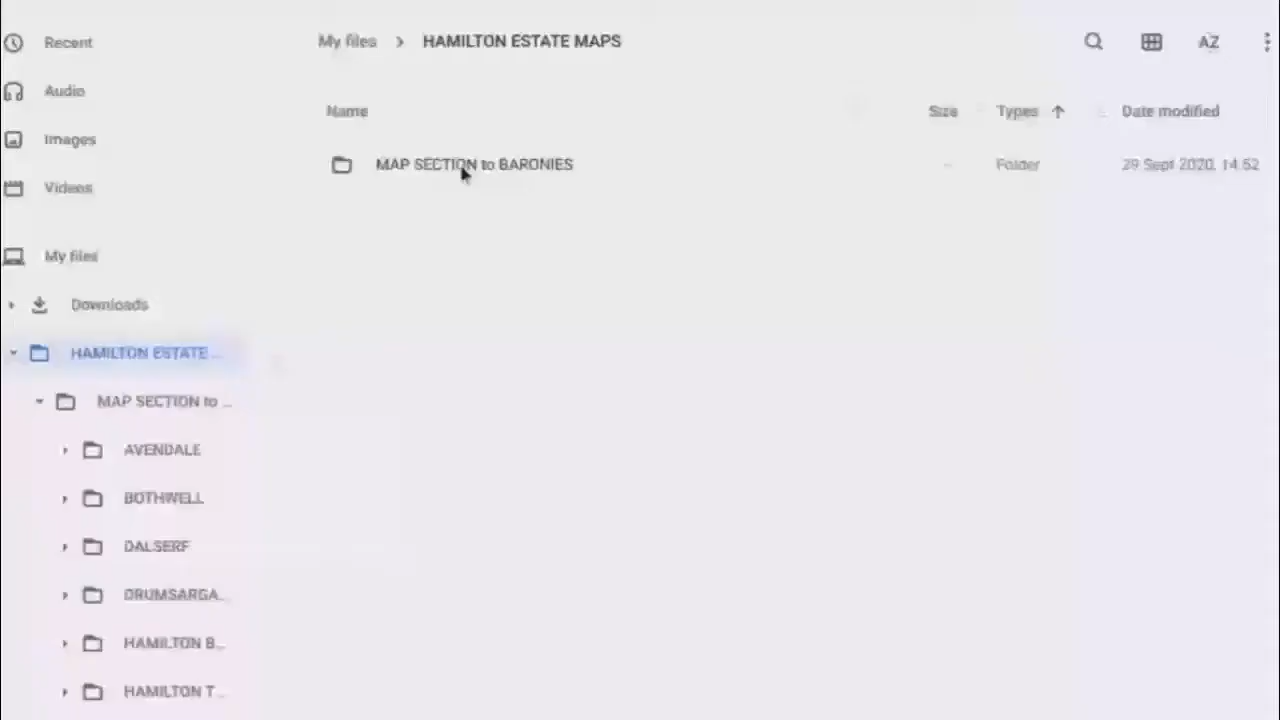 Recent
Audio
Images
Videos
My files
Downloads
HAMILTON ESTATE ...
MAP SECTION to ...
AVENDALE
BOTHWELL
DALSERF
DRUMSARGA...
HAMILTON B...
HAMILTON T...
My files > HAMILTON ESTATE MAPS
AZ
Name Size Types Date modified
MAP SECTION to BARONIES -- Folder 29 Sept 2020, 14:52